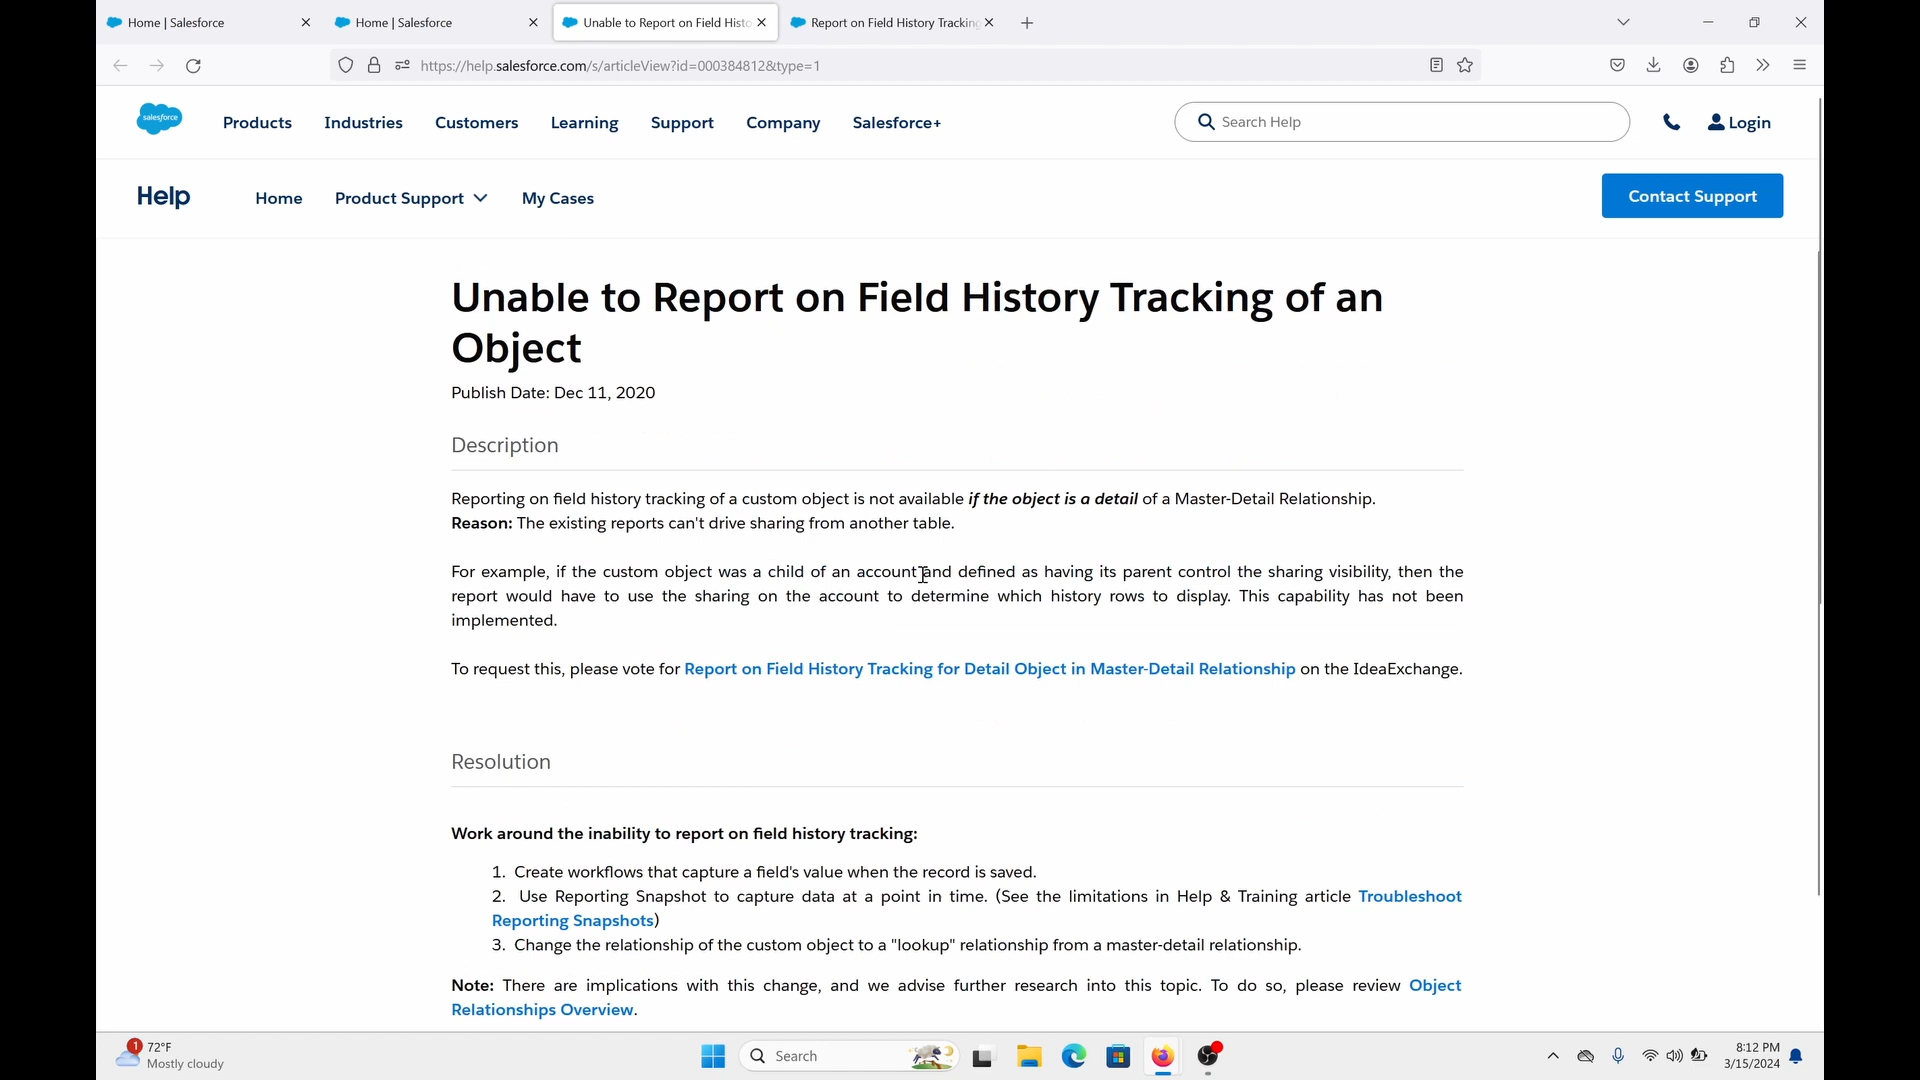 Home | Salesforce
Home | Salesforce
Unable to Report on Field Histo
Report on Field History Tracking
https://help.salesforce.com/s/articleView?id=000384812&type=1
salesforce
Products
Industries
Customers
Learning
Support
Company
Salesforce+
Search Help
Login
Help
Home
Product Support
My Cases
Contact Support
Unable to Report on Field History Tracking of an
Object
Publish Date: Dec 11, 2020
Description
Reporting on field history tracking of a custom object is not available if the object is a detail of a Master-Detail Relationship.
Reason: The existing reports can't drive sharing from another table.
For example, if the custom object was a child of an account and defined as having its parent control the sharing visibility, then the
report would have to use the sharing on the account to determine which history rows to display. This capability has not been
implemented.
To request this, please vote for Report on Field History Tracking for Detail Object in Master-Detail Relationship on the IdeaExchange.
Resolution
Work around the inability to report on field history tracking:
1. Create workflows that capture a field's value when the record is saved.
2. Use Reporting Snapshot to capture data at a point in time. (See the limitations in Help & Training article Troubleshoot
Reporting Snapshots)
3. Change the relationship of the custom object to a "lookup" relationship from a master-detail relationship.
Note: There are implications with this change, and we advise further research into this topic. To do so, please review Object
Relationships Overview.
1
72°F
Mostly cloudy
Search
8:12 PM
3/15/2024